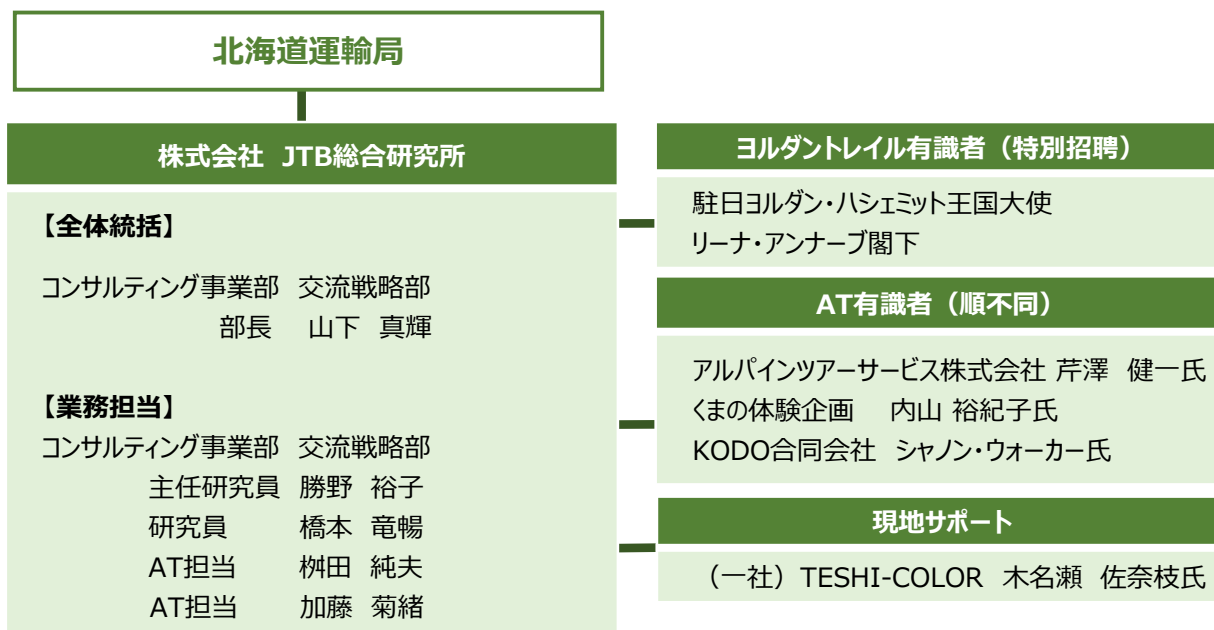 北海道運輸局
株式会社 JTB総合研究所
【全体統括】
コンサルティング事業部 交流戦略部
部長 山下 真輝
【業務担当】
コンサルティング事業部 交流戦略部
主任研究員 勝野 裕子
研究員 橋本 竜暢
AT担当 桝田 純夫
AT担当 加藤 菊緒
ヨルダントレイル有識者（特別招聘）
駐日ヨルダン・ハシェミット王国大使
リーナ・アンナーブ閣下
AT有識者（順不同）
アルパインツアーサービス株式会社 芹澤 健一氏
くまの体験企画 内山 裕紀子氏
KODO合同会社 シャノン・ウォーカー氏
現地サポート
（一社）TESHI-COLOR 木名瀬 佐奈枝氏